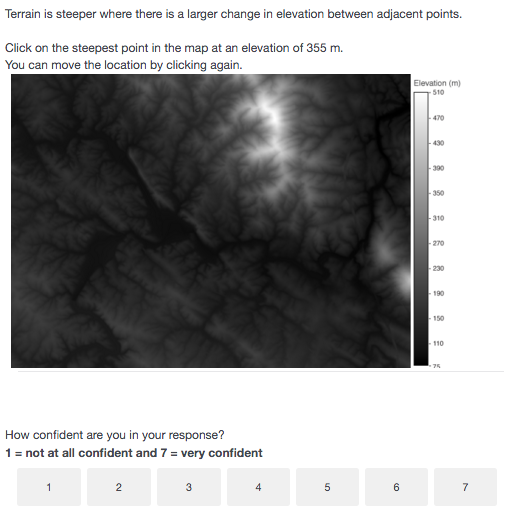 Terrain is steeper where there is a larger change in elevation between adjacent points.
Click on the steepest point in the map at an elevation of 355 m.
You can move the location by clicking again.
Elevation (m)
510
470
430
390
350
310
270
230
190
150
110
75
How confident are you in your response?
1 = not at all confident and 7 = very confident
1 2 3 4 5 6 7